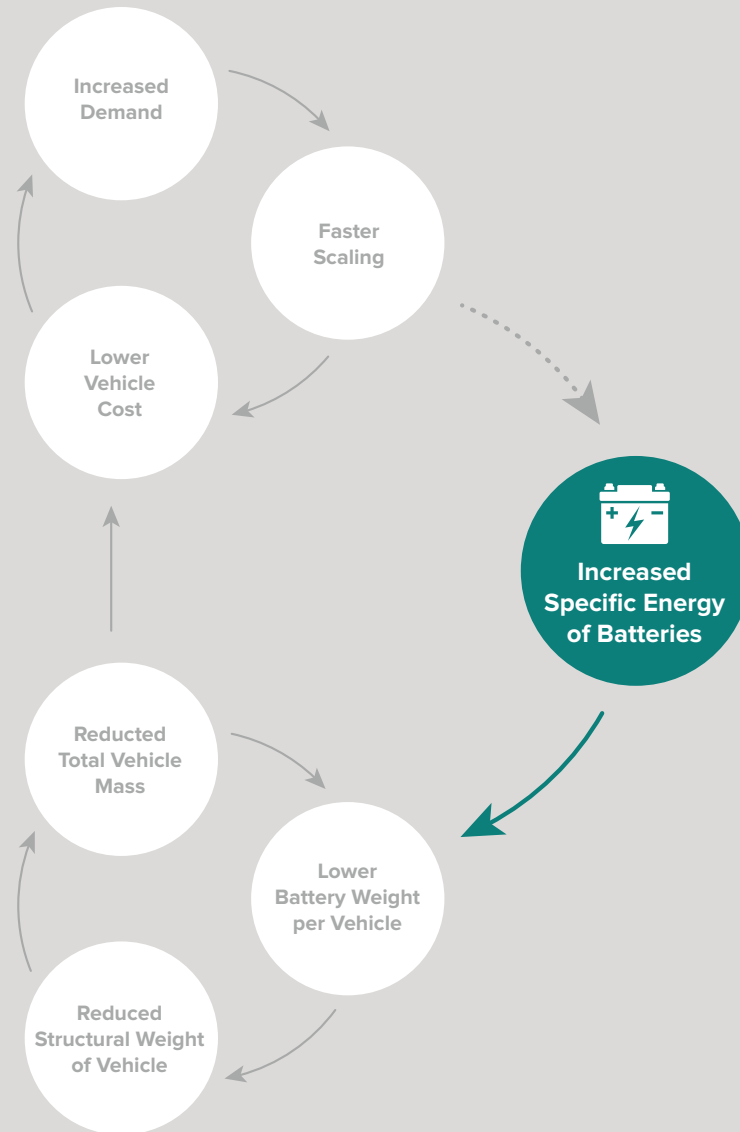 Increased
Demand
Faster
Scaling
Lower
Vehicle
Cost
+ –
Increased
Specific Energy
of Batteries
Reducted
Total Vehicle
Mass
Lower
Battery Weight
per Vehicle
Reduced
Structural Weight
of Vehicle